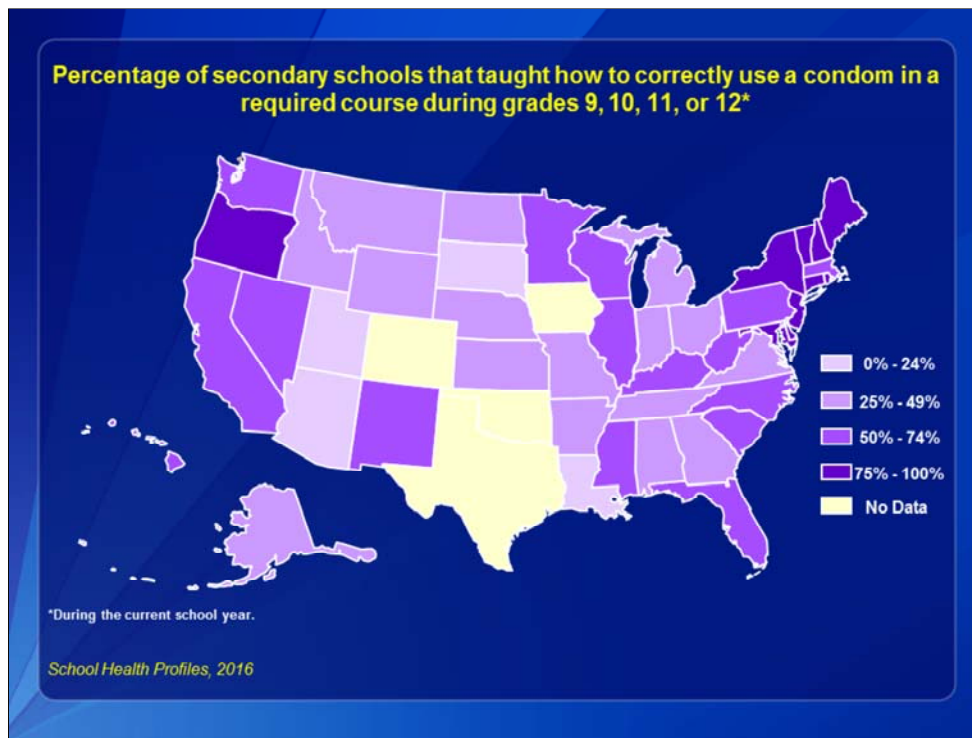 Percentage of secondary schools that taught how to correctly use a condom in a
required course during grades 9, 10, 11, or 12*
0% - 24%
25% - 49%
50% - 74%
75% - 100%
No Data
*During the current school year.
School Health Profiles, 2016